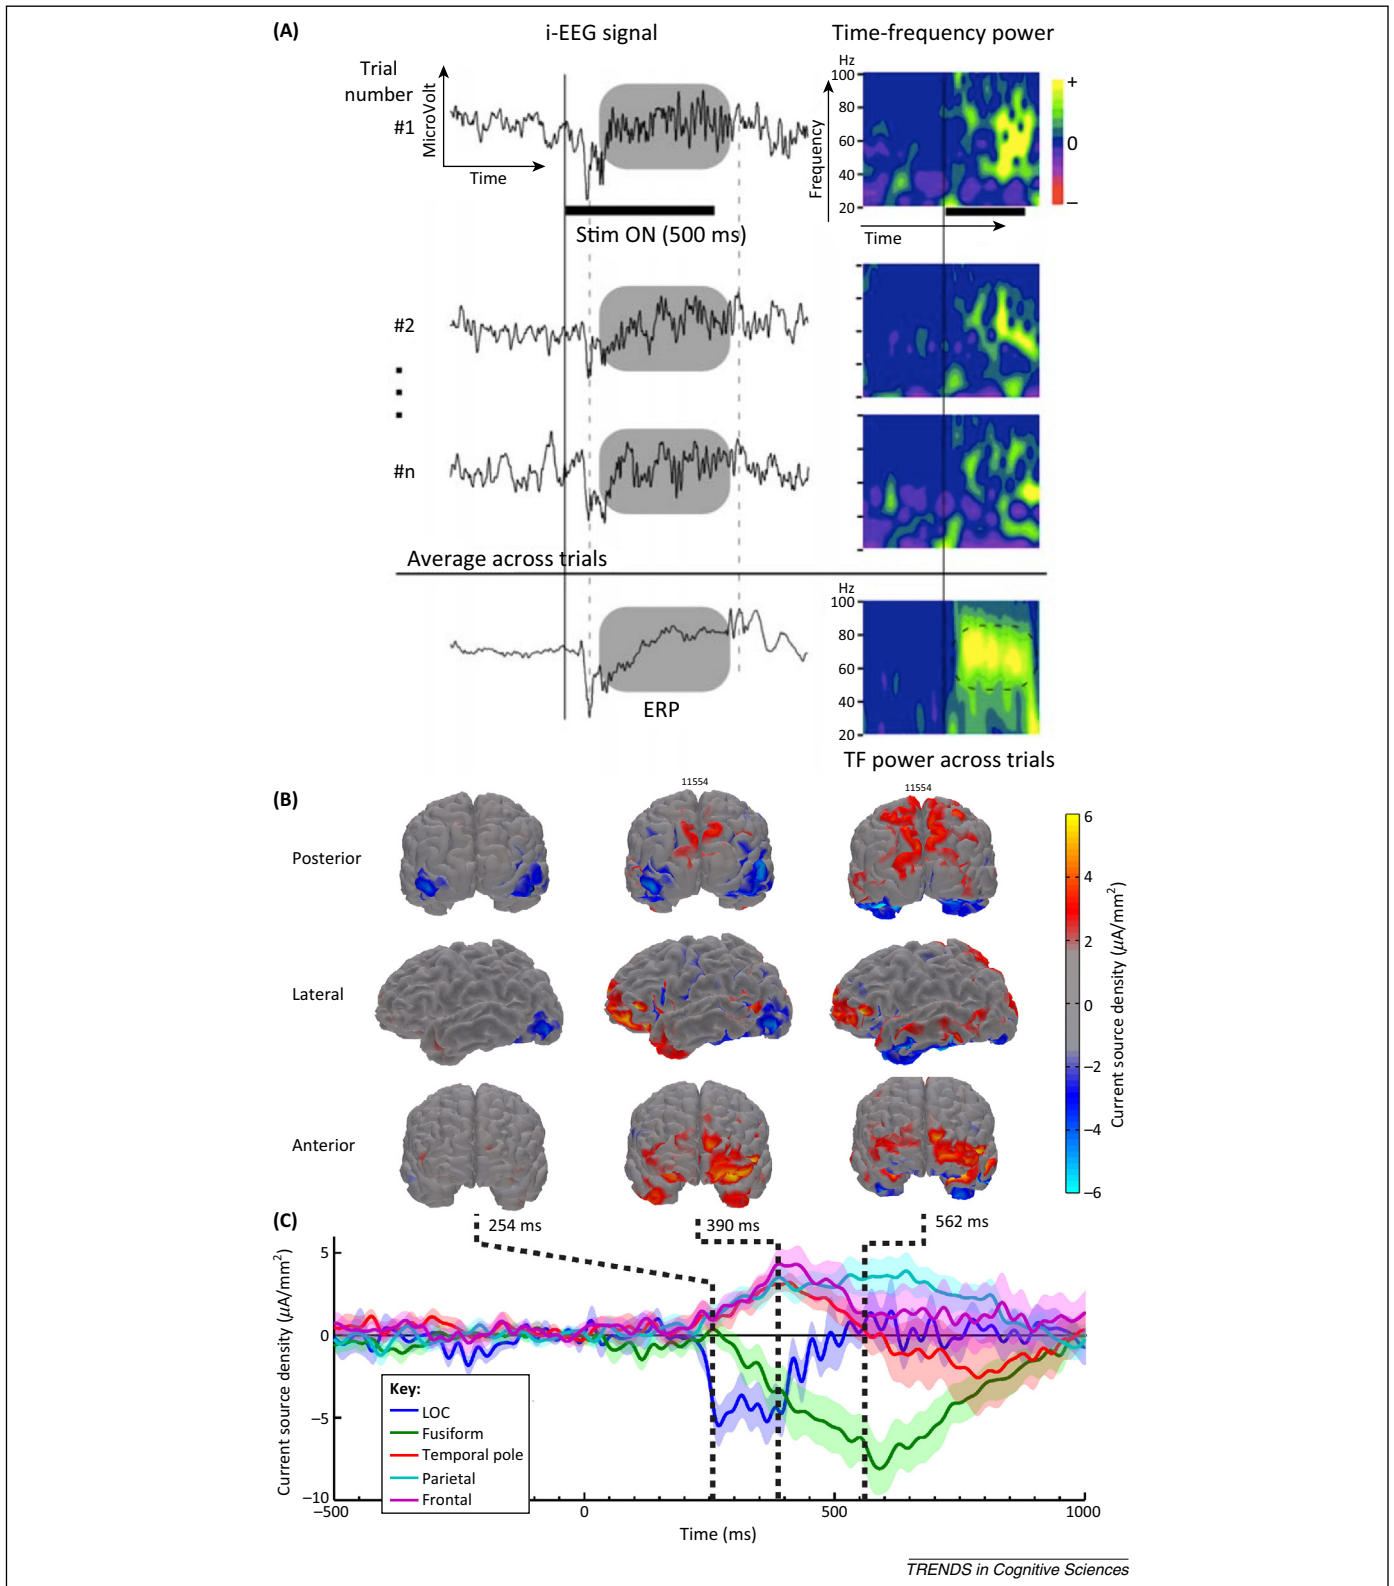 (A)
i-EEG signal
Time-frequency power
Trial
number
MicroVolt
Time
#1
Stim ON (500 ms)
#2
#n
Hz
100
80
60
40
20
Frequency
Time
+
0
–
Average across trials
ERP
Hz
100
80
60
40
20
TF power across trials
(B)
11554
11554
Posterior
Lateral
Anterior
6
4
2
0
−2
−4
−6
Current source density (µA/mm²)
254 ms
390 ms
562 ms
(C)
Current source density (µA/mm²)
5
0
−5
−10
Key:
LOC
Fusiform
Temporal pole
Parietal
Frontal
−500
0
500
1000
Time (ms)
TRENDS in Cognitive Sciences